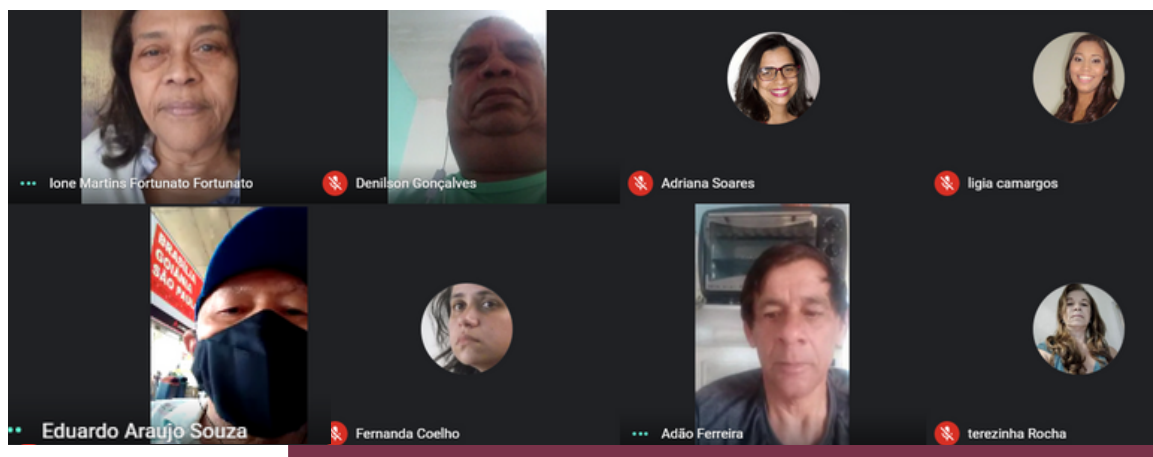 Ione Martins Fortunato Fortunato
Denilson Gonçalves
Adriana Soares
ligia camargos
BRASÍLIA
GOIÂNIA
SÃO PAULO
Eduardo Araujo Souza
Fernanda Coelho
Adão Ferreira
terezinha Rocha